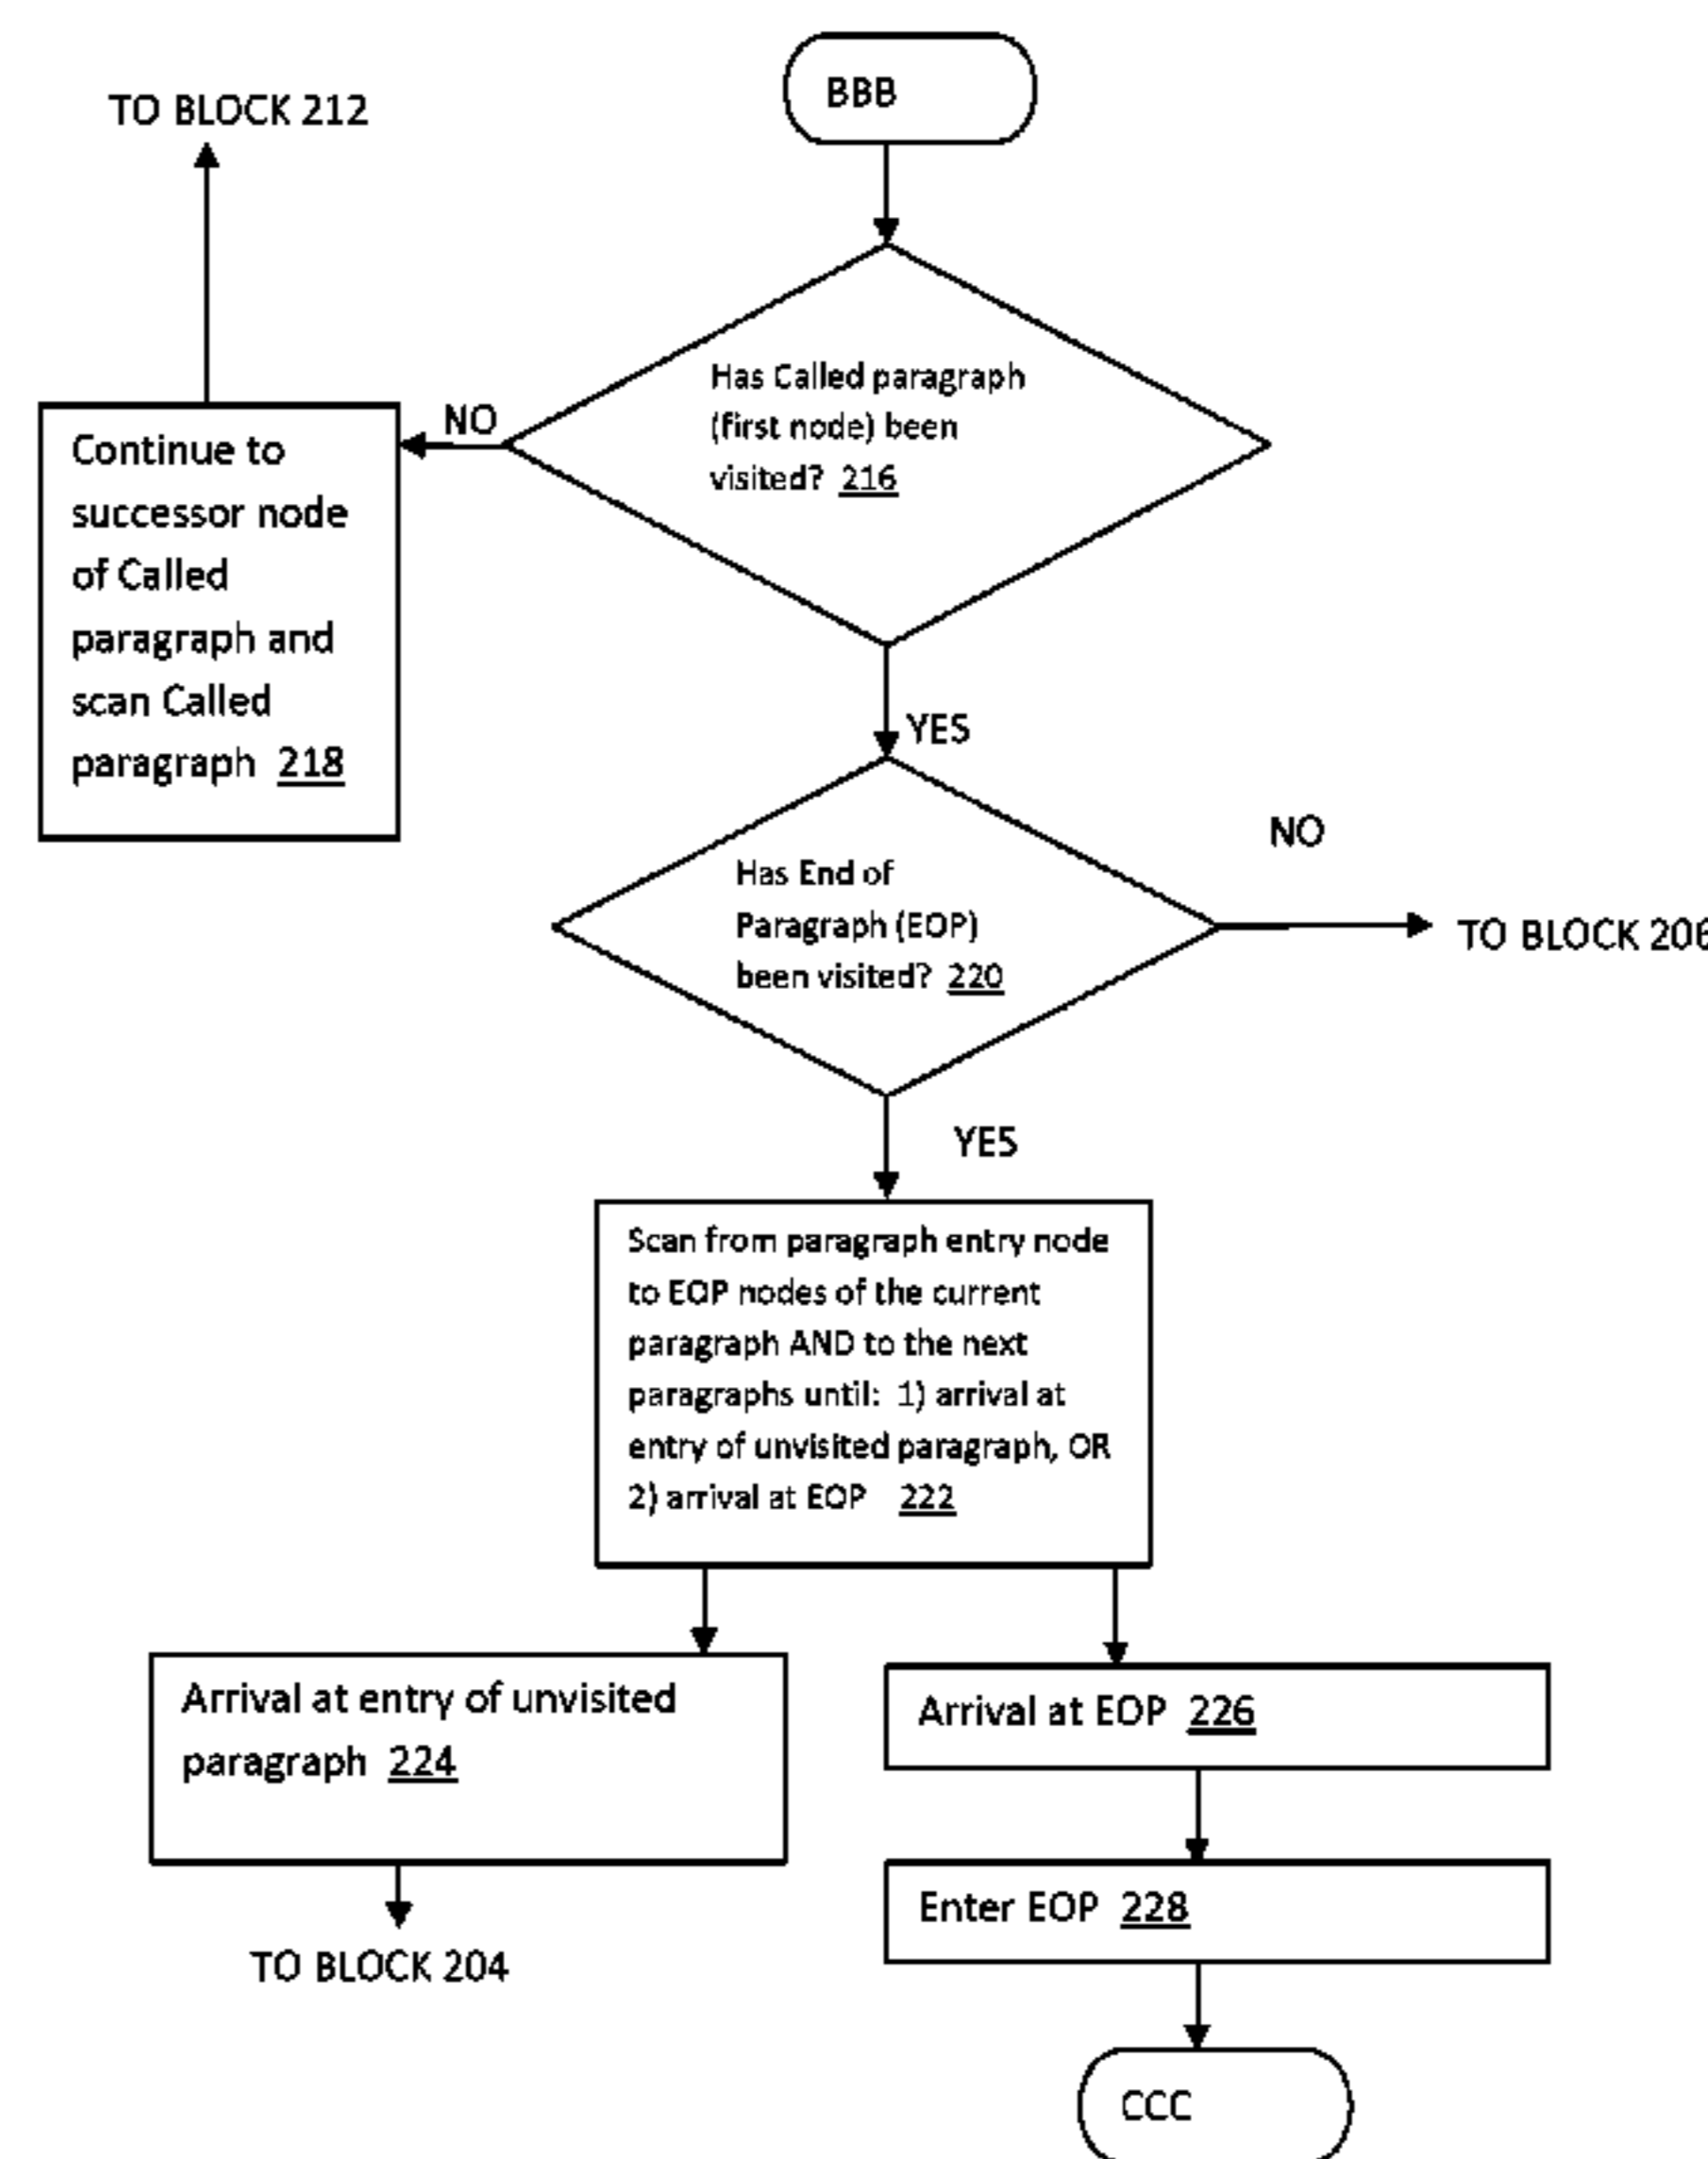 BBB
TO BLOCK 212
Has Called paragraph
(first node) been
visited? 216
NO
Continue to
successor node
of Called
paragraph and
scan Called
paragraph 218
YES
Has End of
Paragraph (EOP)
been visited? 220
NO
TO BLOCK 206
YES
Scan from paragraph entry node
to EOP nodes of the current
paragraph AND to the next
paragraphs until: 1) arrival at
entry of unvisited paragraph, OR
2) arrival at EOP 222
Arrival at entry of unvisited
paragraph 224
TO BLOCK 204
Arrival at EOP 226
Enter EOP 228
CCC